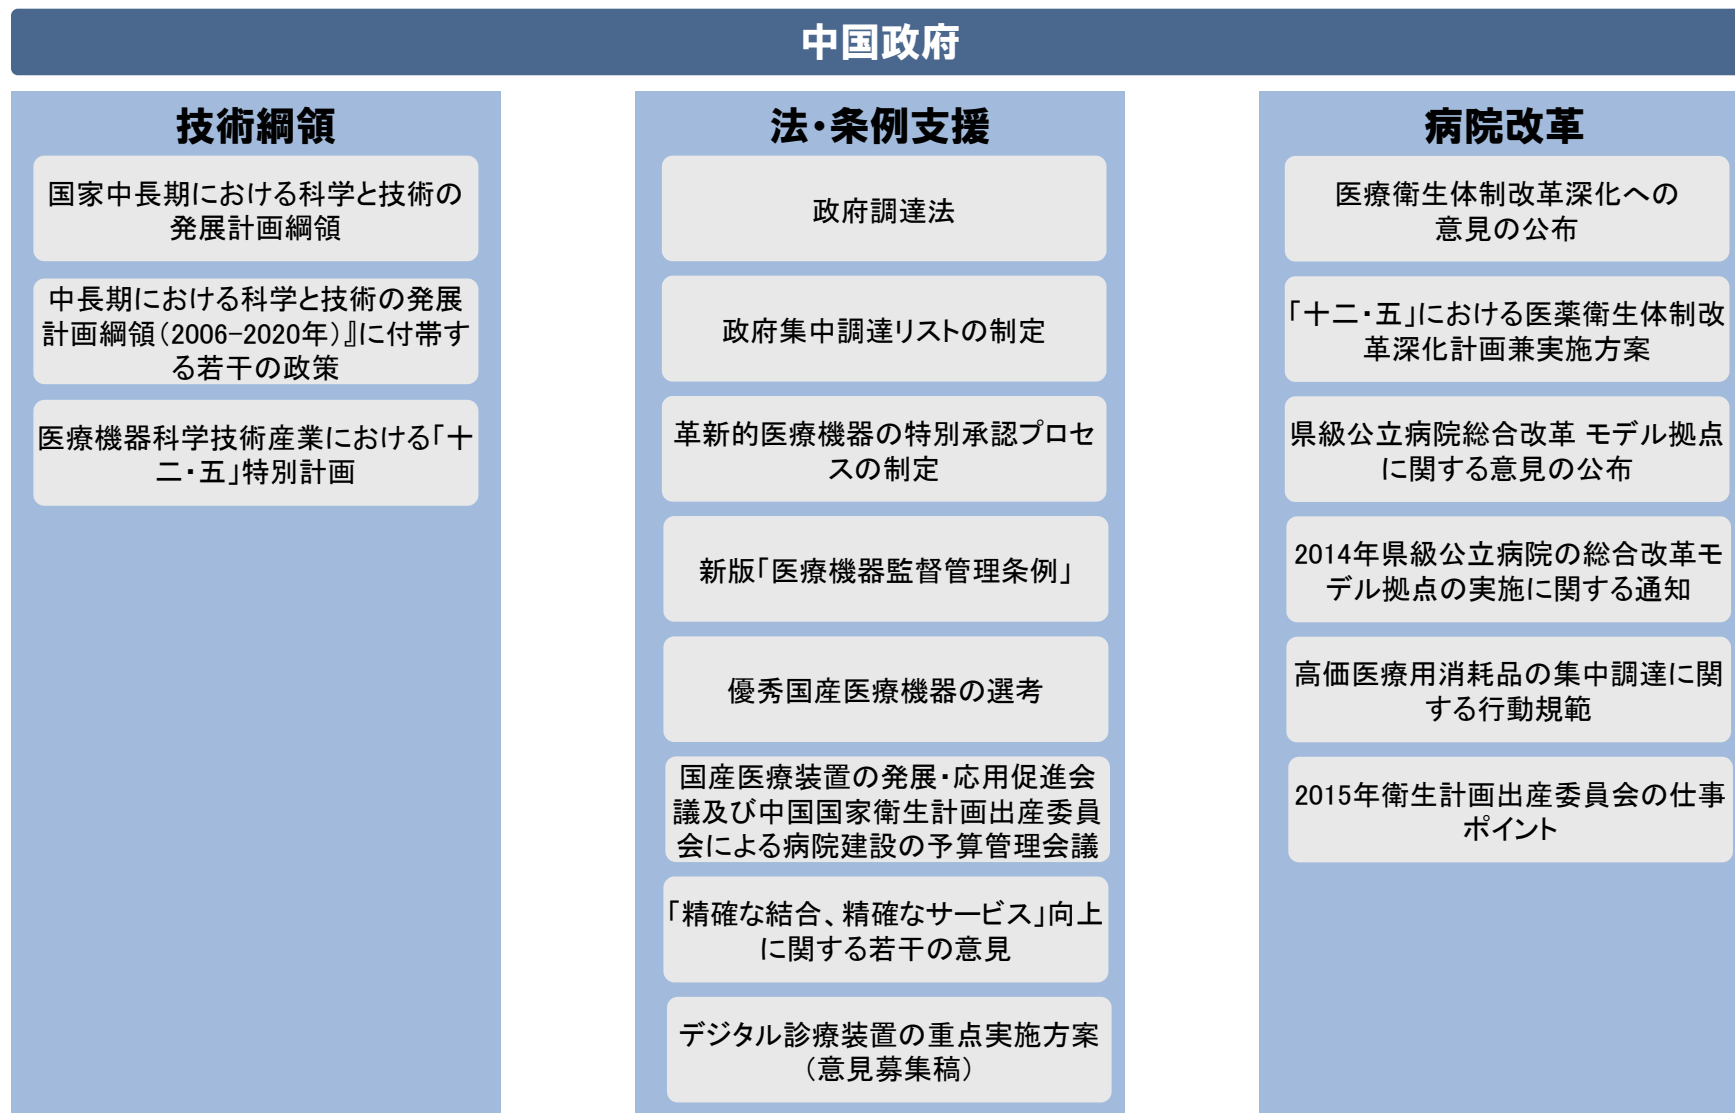 中国政府
技術綱領
国家中長期における科学と技術の
発展計画綱領
中長期における科学と技術の発展
計画綱領（2006-2020年）』に付帯す
る若干の政策
医療機器科学技術産業における「十
二・五」特別計画
法・条例支援
政府調達法
政府集中調達リストの制定
革新的医療機器の特別承認プロセ
スの制定
新版「医療機器監督管理条例」
優秀国産医療機器の選考
国産医療装置の発展・応用促進会
議及び中国国家衛生計画出産委員
会による病院建設の予算管理会議
「精確な結合、精確なサービス」向上
に関する若干の意見
デジタル診療装置の重点実施方案
（意見募集稿）
病院改革
医療衛生体制改革深化への
意見の公布
「十二・五」における医薬衛生体制改
革深化計画兼実施方案
県級公立病院総合改革 モデル拠点
に関する意見の公布
2014年県級公立病院の総合改革モ
デル拠点の実施に関する通知
高価医療用消耗品の集中調達に関
する行動規範
2015年衛生計画出産委員会の仕事
ポイント